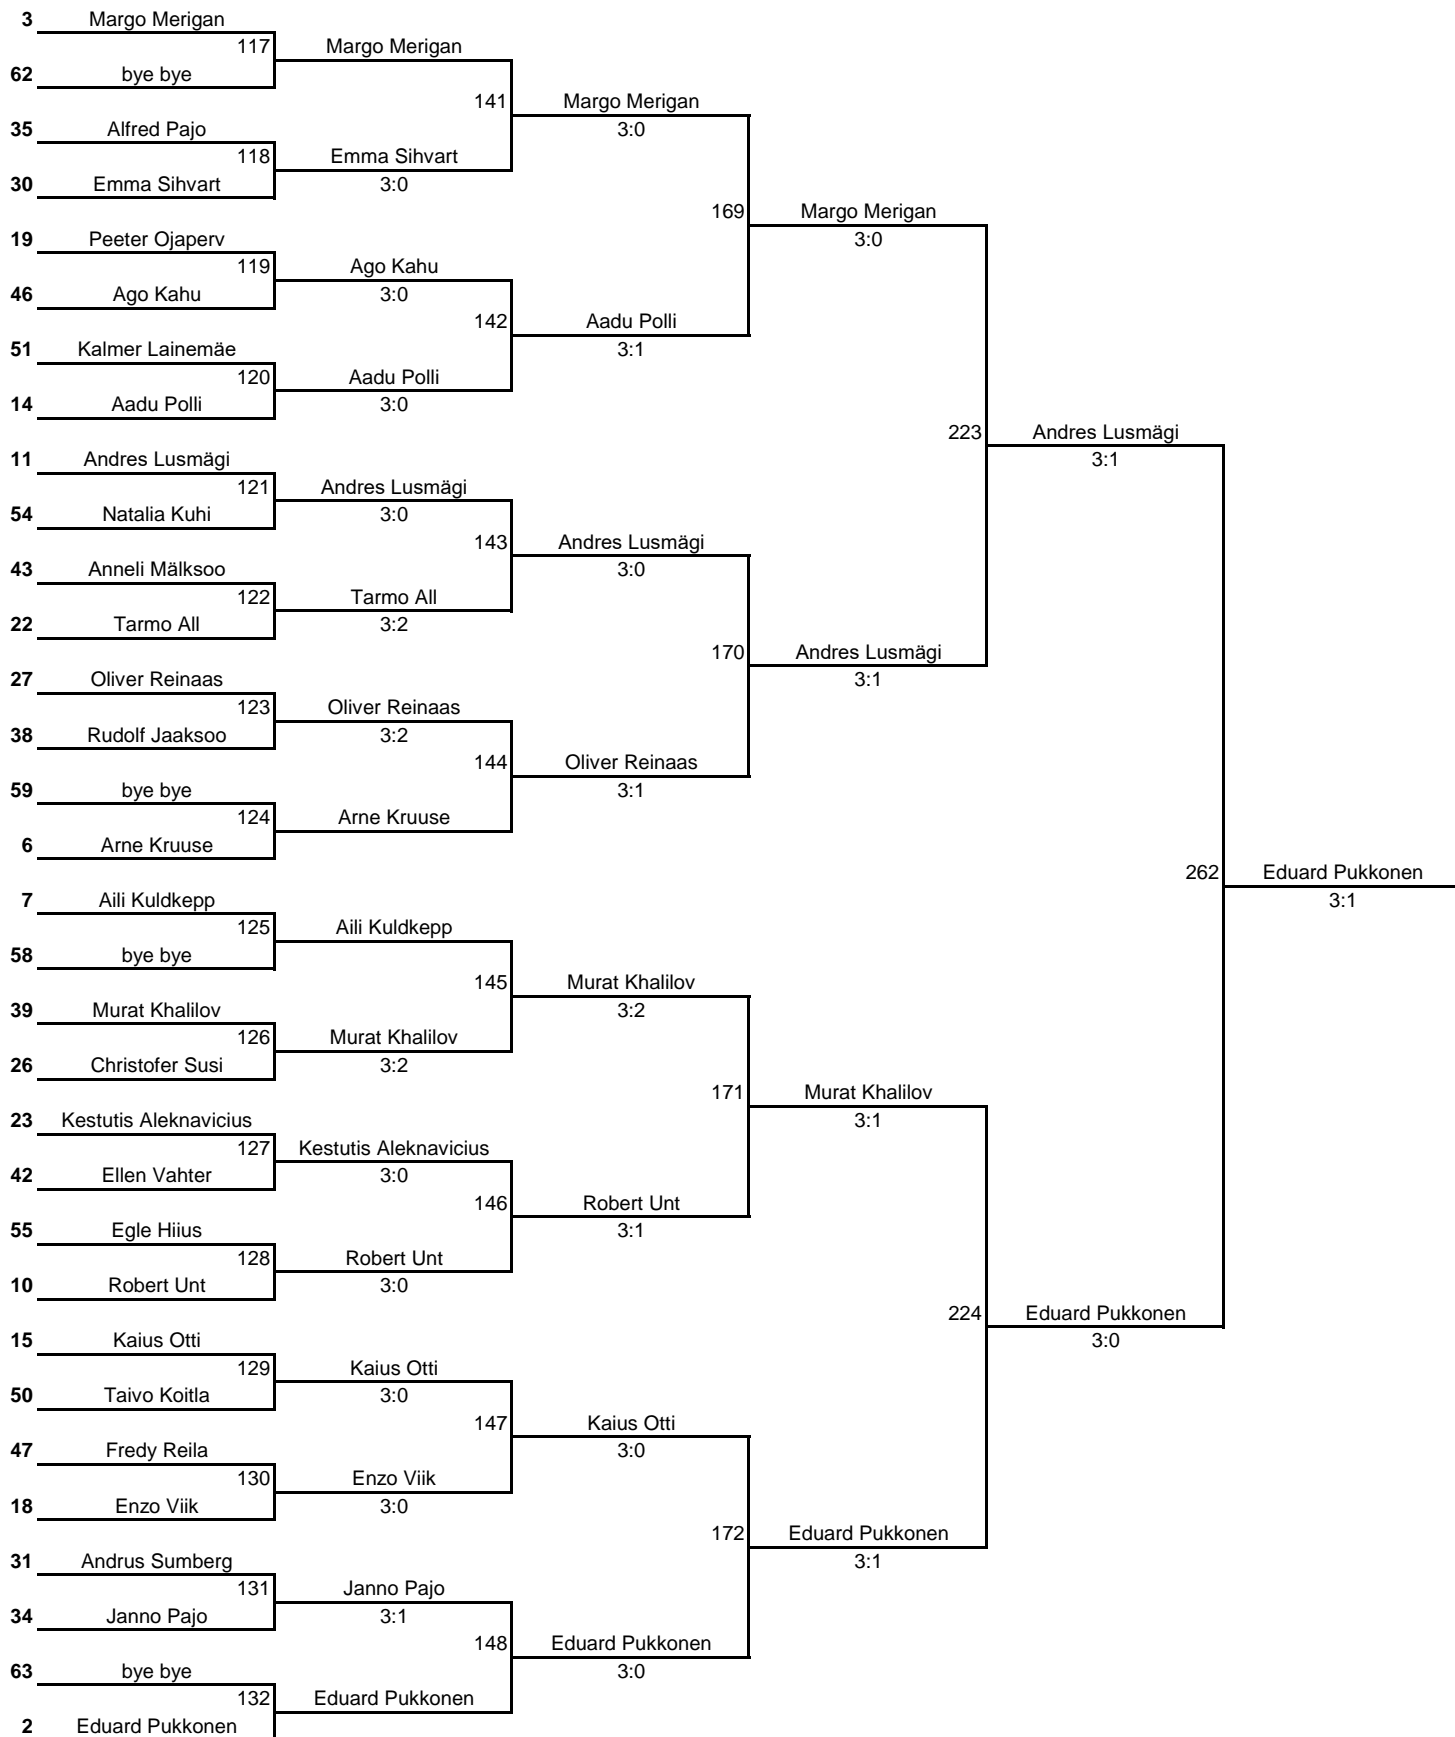 3 Margo Merigan
117 Margo Merigan
62 bye bye
141 Margo Merigan
35 Alfred Pajo 3:0
118 Emma Sihvart
30 Emma Sihvart 3:0
169 Margo Merigan
19 Peeter Ojaperv 3:0
119 Ago Kahu
46 Ago Kahu 3:0
142 Aadu Polli
51 Kalmer Lainemäe 3:1
120 Aadu Polli
14 Aadu Polli 3:0
223 Andres Lusmägi
11 Andres Lusmägi 3:1
121 Andres Lusmägi
54 Natalia Kuhi 3:0
143 Andres Lusmägi
43 Anneli Mälksoo 3:0
122 Tarmo All
22 Tarmo All 3:2
170 Andres Lusmägi
27 Oliver Reinaas 3:1
123 Oliver Reinaas
38 Rudolf Jaaksoo 3:2
144 Oliver Reinaas
59 bye bye 3:1
124 Arne Kruuse
6 Arne Kruuse
262 Eduard Pukkonen
7 Aili Kuldkepp 3:1
125 Aili Kuldkepp
58 bye bye
145 Murat Khalilov
39 Murat Khalilov 3:2
126 Murat Khalilov
26 Christofer Susi 3:2
171 Murat Khalilov
23 Kestutis Aleknavicius 3:1
127 Kestutis Aleknavicius
42 Ellen Vahter 3:0
146 Robert Unt
55 Egle Hiius 3:1
128 Robert Unt
10 Robert Unt 3:0
224 Eduard Pukkonen
15 Kaius Otti 3:0
129 Kaius Otti
50 Taivo Koitla 3:0
147 Kaius Otti
47 Fredy Reila 3:0
130 Enzo Viik
18 Enzo Viik 3:0
172 Eduard Pukkonen
31 Andrus Sumberg 3:1
131 Janno Pajo
34 Janno Pajo 3:1
148 Eduard Pukkonen
63 bye bye 3:0
132 Eduard Pukkonen
2 Eduard Pukkonen